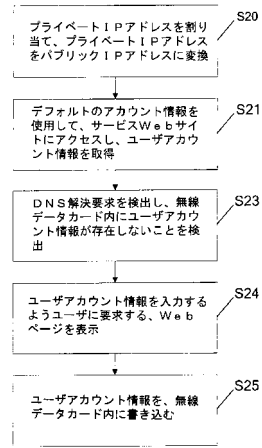 S20
プライベートＩＰアドレスを割り
当て、プライベートＩＰアドレス
をパブリックＩＰアドレスに変換
S21
デフォルトのアカウント情報を
使用して、サービスＷｅｂサイ
トにアクセスし、ユーザアカウ
ント情報を取得
S23
ＤＮＳ解決要求を検出し、無線
データカード内にユーザアカウ
ント情報が存在しないことを検
出
S24
ユーザアカウント情報を入力する
ようユーザに要求する、Ｗｅｂ
ページを表示
S25
ユーザアカウント情報を、無線
データカード内に書き込む